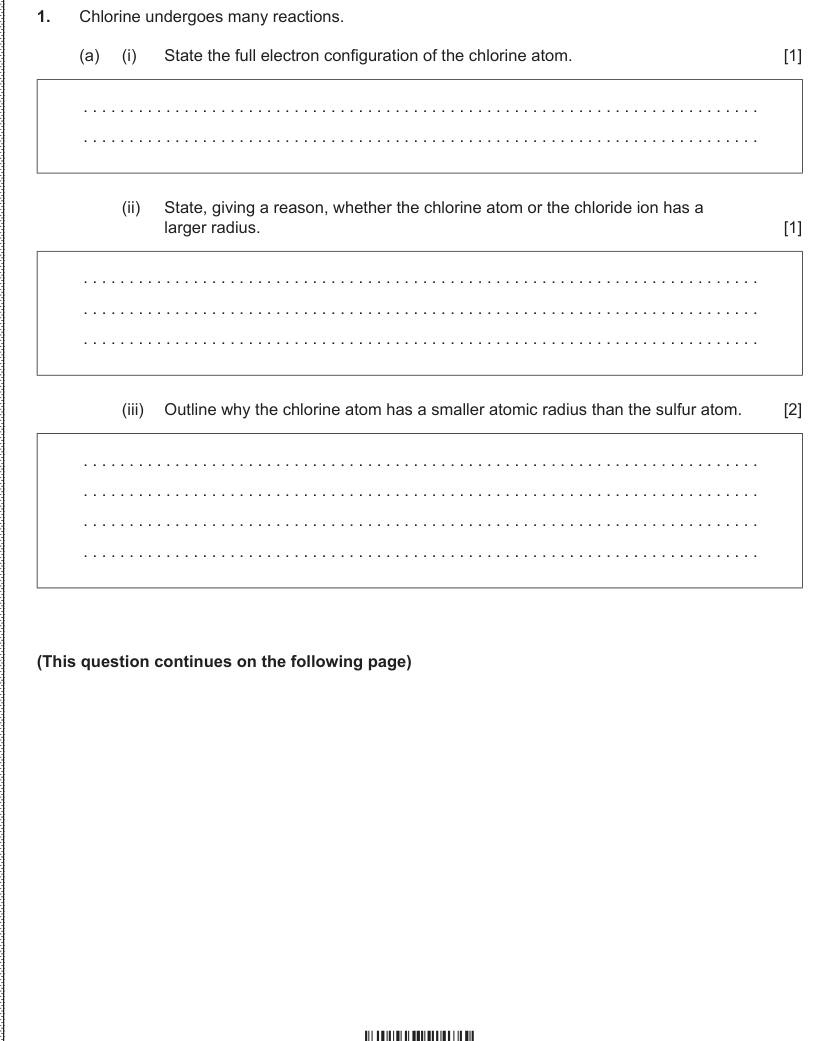 1. Chlorine undergoes many reactions.
(a) (i) State the full electron configuration of the chlorine atom. [1]
(ii) State, giving a reason, whether the chlorine atom or the chloride ion has a
larger radius. [1]
(iii) Outline why the chlorine atom has a smaller atomic radius than the sulfur atom. [2]
(This question continues on the following page)